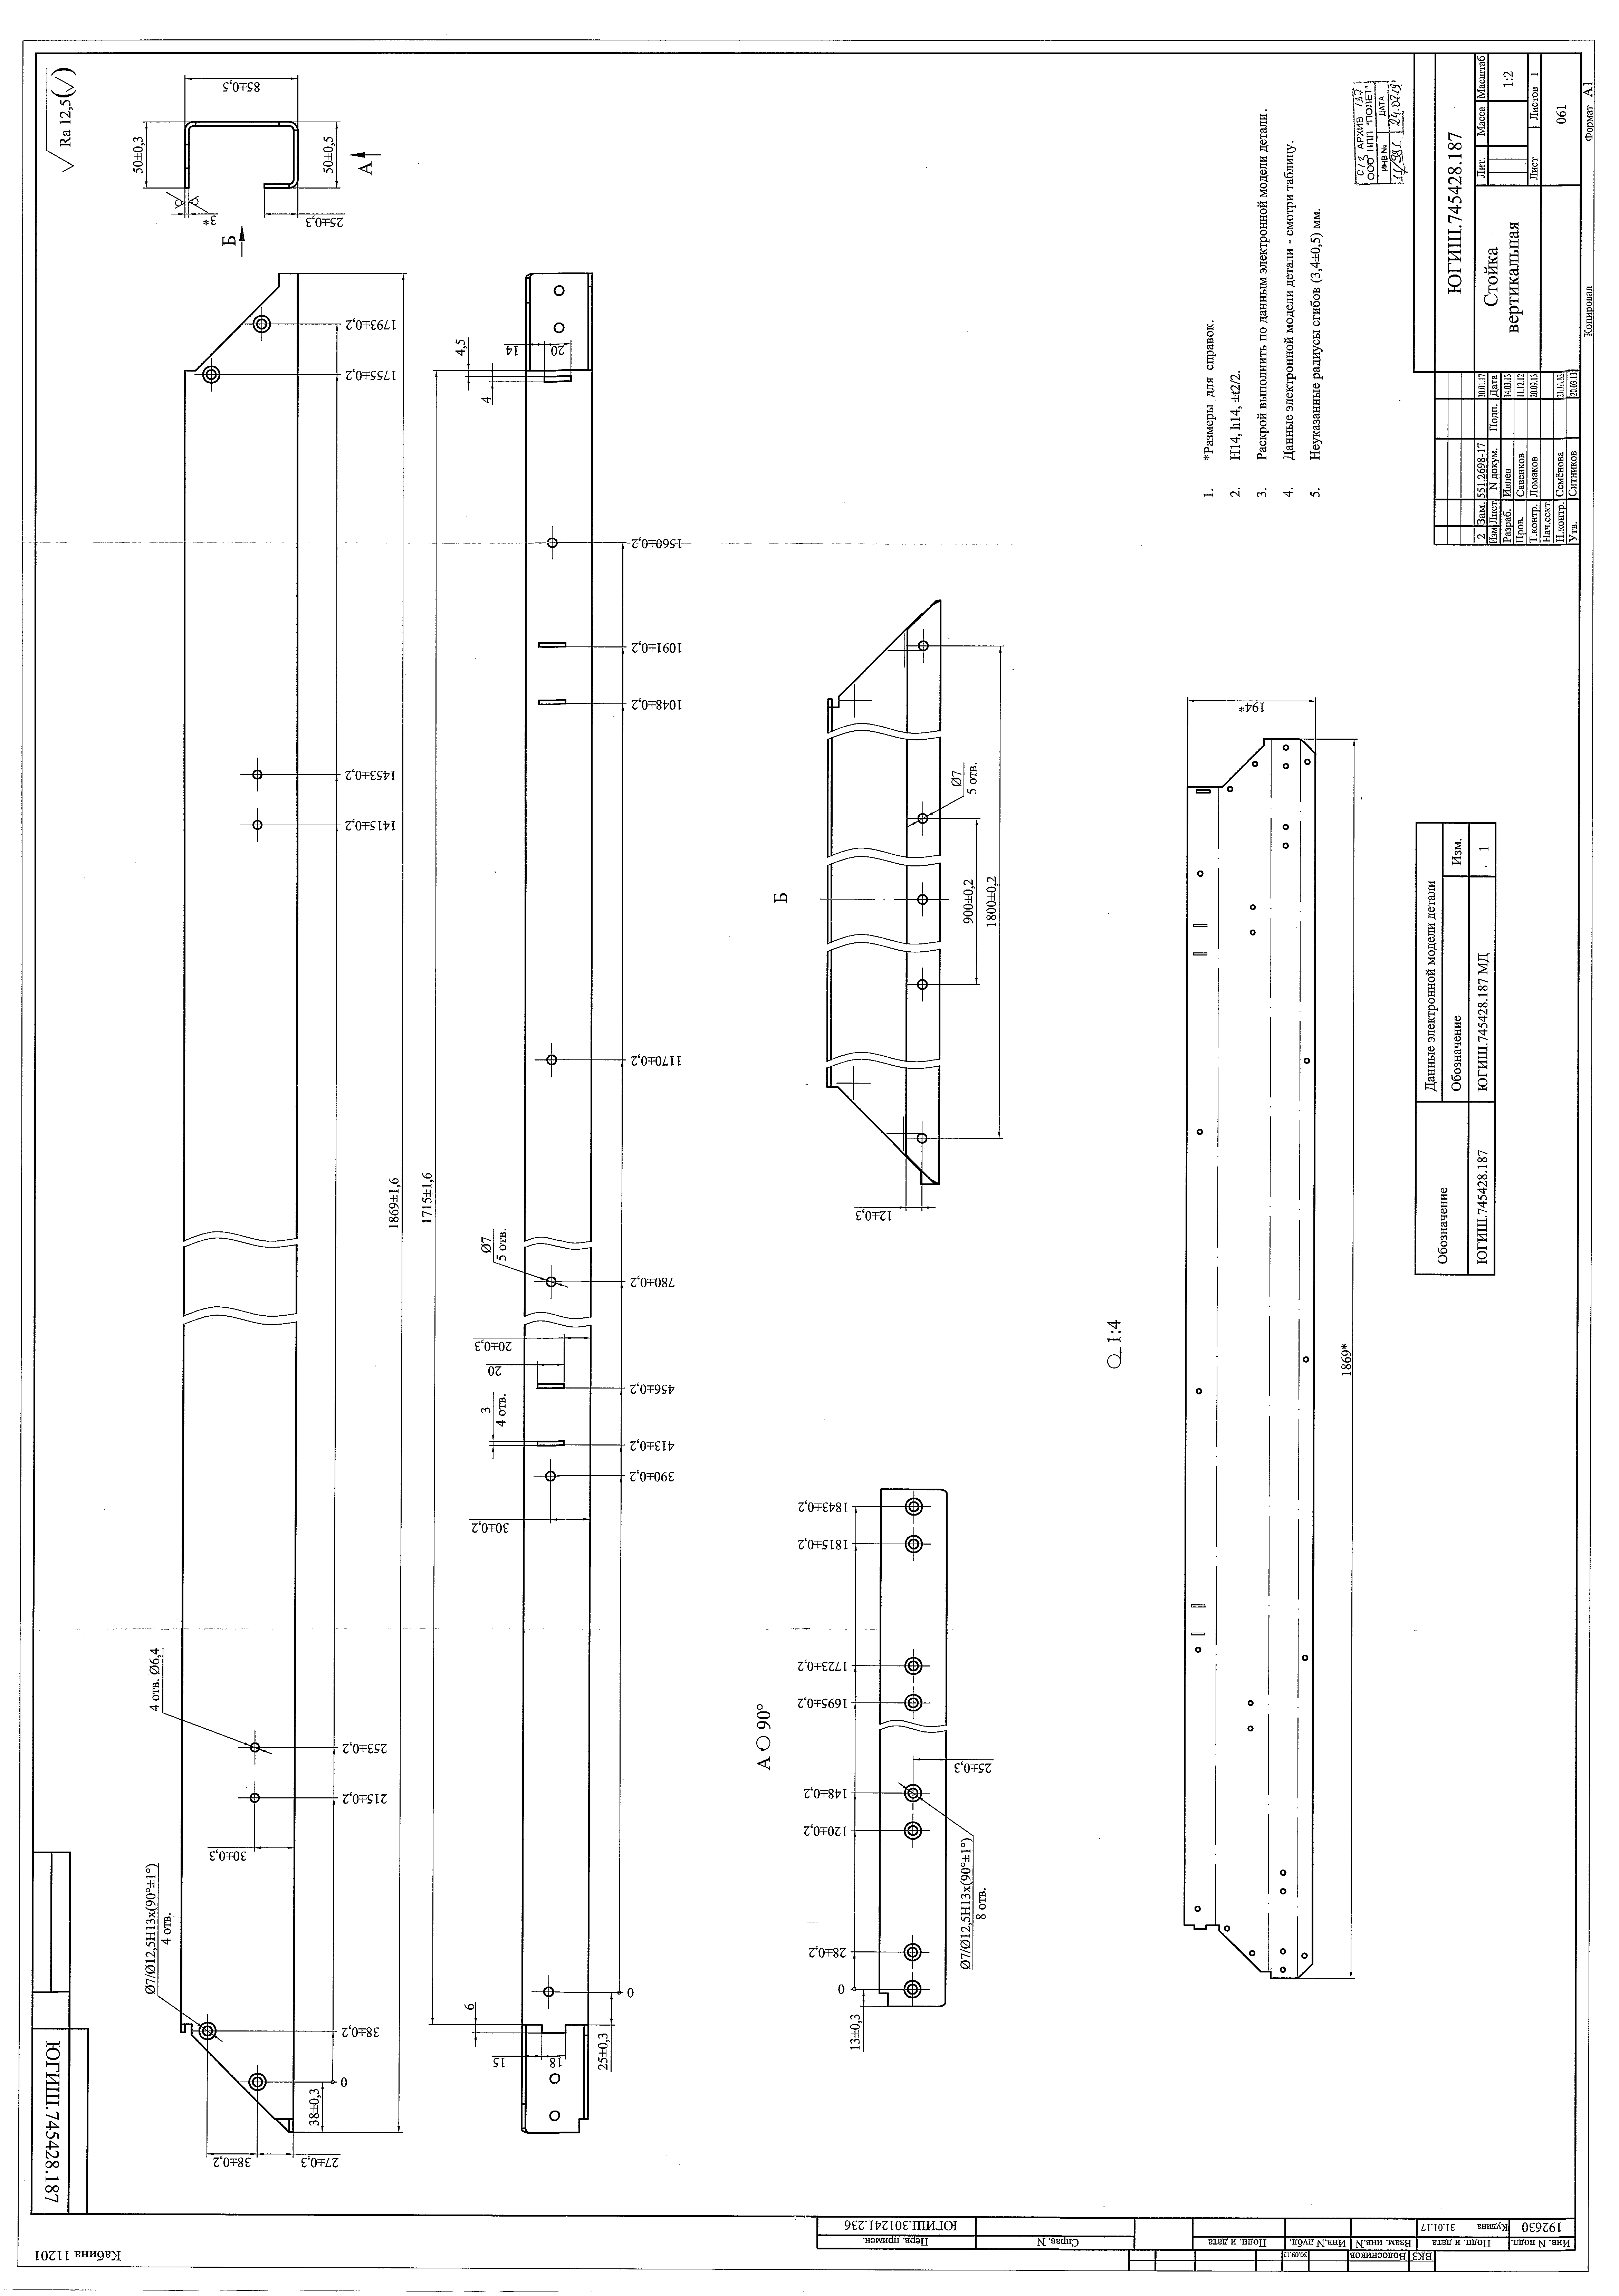 ЮГИШ.745428.187
Кабина 11201
√ Ra 12,5(√)
38±0,2
27±0,3
38±0,3
0
38±0,2
Ø7/Ø12,5H13x(90°±1°)
4 отв.
30±0,3
215±0,2
253±0,2
4 отв. Ø6,4
1415±0,2
1453±0,2
1755±0,2
1793±0,2
1869±1,6
50±0,3
85±0,5
50±0,5
3*
25±0,3
Б
А
1715±1,6
15
18
6
25±0,3
0
30±0,2
390±0,2
413±0,2
456±0,2
3
4 отв.
20
20±0,3
Ø7
5 отв.
780±0,2
1170±0,2
1048±0,2
1091±0,2
1560±0,2
4
4,5
14
20
А 90°
13±0,3
0
28±0,2
120±0,2
148±0,2
1695±0,2
1723±0,2
1815±0,2
1843±0,2
25±0,3
Ø7/Ø12,5H13x(90°±1°)
8 отв.
Б
12±0,3
900±0,2
1800±0,2
Ø7
5 отв.
1:4
194*
1869*
1. *Размеры для справок.
2. H14, h14, ±t2/2.
3. Раскрой выполнить по данным электронной модели детали.
4. Данные электронной модели детали - смотри таблицу.
5. Неуказанные радиусы сгибов (3,4±0,5) мм.
Обозначение
Данные электронной модели детали
Обозначение
Изм.
ЮГИШ.745428.187
ЮГИШ.745428.187 МД
1
АРХИВ 137
ООО НПП "ПОЛЕТ"
ИНВ № ДАТА
ЮГИШ.745428.187
Стойка
вертикальная
Лит. Масса Масштаб
1:2
Лист Листов 1
061
2 Зам. 551.2698-17 30.01.17
Изм Лист N докум. Подп. Дата
Разраб. Ивлев 14.03.13
Пров. Савенков 11.12.12
Т.контр. Ломаков 20.09.13
Нач.сект.
Н.контр. Семёнова
Утв. Ситников 20.03.13
Копировал
Формат А1
Перв. примен.
ЮГИШ.301241.236
Справ. N
Подп. и дата
Инв.N дубл.
Взам. инв.N
Подп. и дата
Кудина 31.01.17
Инв. N подл.
192630
ВКЗ Волосников 30.09.13